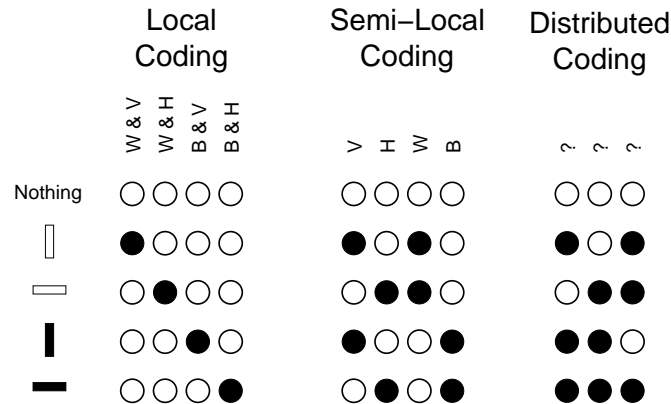 Local
Coding
Semi–Local
Coding
Distributed
Coding
W & V
W & H
B & V
B & H
V
H
W
B
?
?
?
Nothing